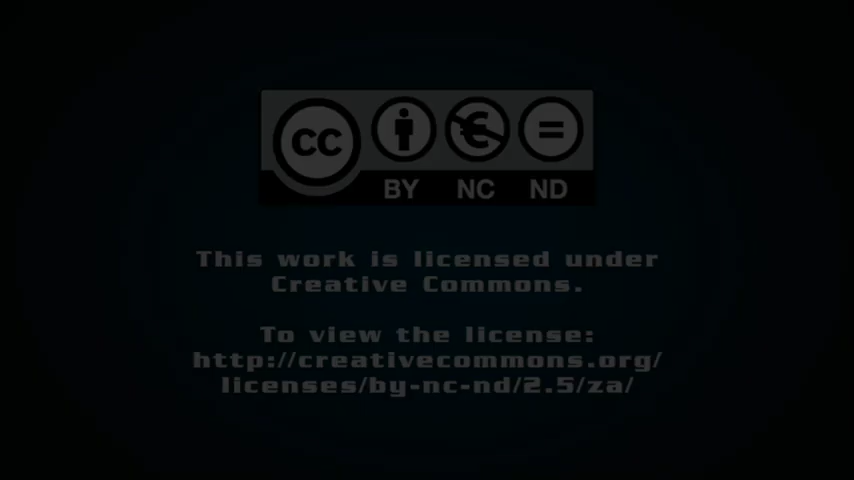 CC
BY NC ND
This work is licensed under
Creative Commons.
To view the license:
http://creativecommons.org/
licenses/by-nc-nd/2.5/za/